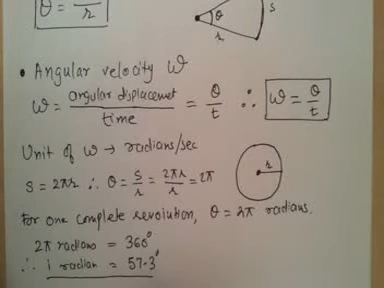 θ = /r
θ
r
s
• Angular velocity ω
ω = angular displacemet / time = θ/t ∴ ω = θ/t
Unit of ω → radians/sec
S = 2πr ∴ θ = S/r = 2πr/r = 2π
r
For one complete revolution, θ = 2π radians.
2π radians = 360°
∴ 1 radian = 57.3°